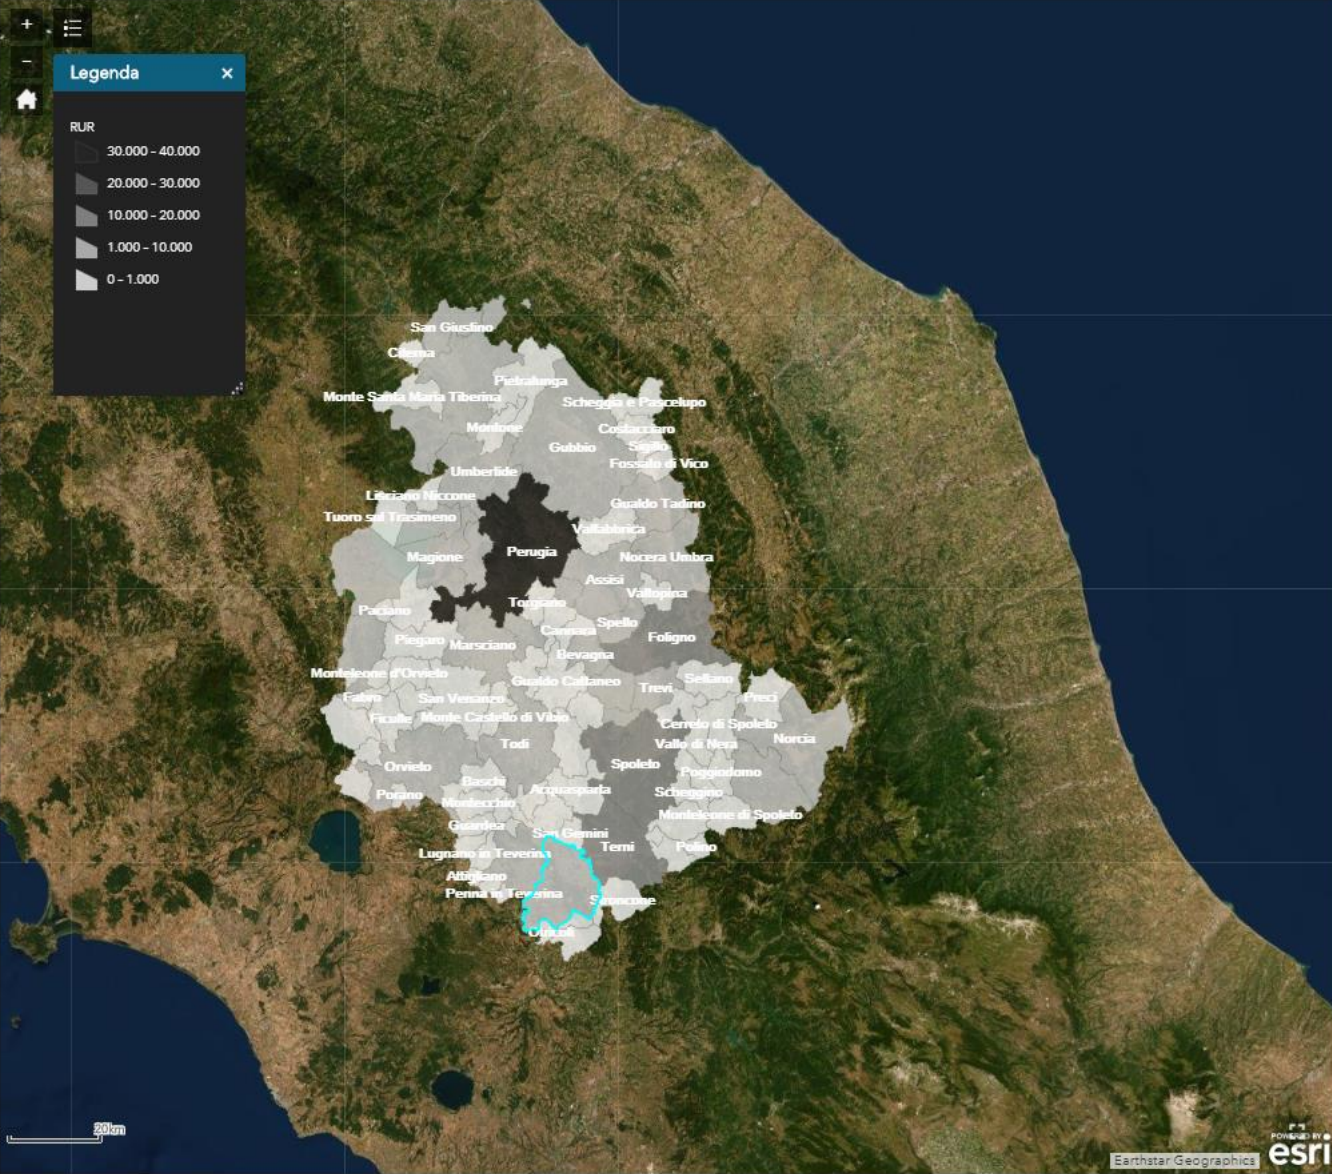 +
Legenda ×
−
RUR
30.000 – 40.000
20.000 – 30.000
10.000 – 20.000
1.000 – 10.000
0 – 1.000
San Giustino
Citerna
Pietralunga
Monte Santa Maria Tiberina
Scheggia e Pascelupo
Montone
Costacciaro
Gubbio
Sigillo
Fossato di Vico
Umbertide
Lisciano Niccone
Gualdo Tadino
Tuoro sul Trasimeno
Valfabbrica
Perugia
Magione
Nocera Umbra
Assisi
Valtopina
Torgiano
Paciano
Spello
Cannara
Foligno
Piegaro
Marsciano
Bevagna
Monteleone d'Orvieto
Sellano
Gualdo Cattaneo
Trevi
Fabro
San Venanzo
Preci
Ficulle
Monte Castello di Vibio
Cerreto di Spoleto
Todi
Vallo di Nera
Norcia
Orvieto
Spoleto
Poggiodomo
Baschi
Acquasparta
Scheggino
Porano
Montecchio
Monteleone di Spoleto
Guardea
San Gemini
Terni
Polino
Lugnano in Teverina
Attigliano
Penna in Teverina
Stroncone
Otricoli
20km
POWERED BY
esri
Earthstar Geographics